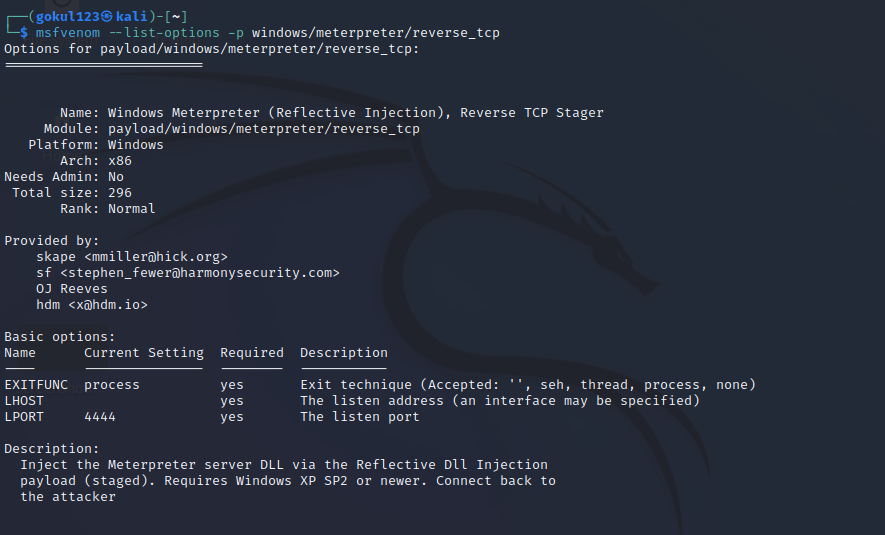 ┌──(gokul123㉿kali)-[~]
└─$ msfvenom --list-options -p windows/meterpreter/reverse_tcp
Options for payload/windows/meterpreter/reverse_tcp:
=========================

       Name: Windows Meterpreter (Reflective Injection), Reverse TCP Stager
     Module: payload/windows/meterpreter/reverse_tcp
   Platform: Windows
       Arch: x86
Needs Admin: No
 Total size: 296
       Rank: Normal

Provided by:
    skape <mmiller@hick.org>
    sf <stephen_fewer@harmonysecurity.com>
    OJ Reeves
    hdm <x@hdm.io>

Basic options:
Name      Current Setting  Required  Description
----      ---------------  --------  -----------
EXITFUNC  process          yes       Exit technique (Accepted: '', seh, thread, process, none)
LHOST                      yes       The listen address (an interface may be specified)
LPORT     4444             yes       The listen port

Description:
  Inject the Meterpreter server DLL via the Reflective Dll Injection
  payload (staged). Requires Windows XP SP2 or newer. Connect back to
  the attacker